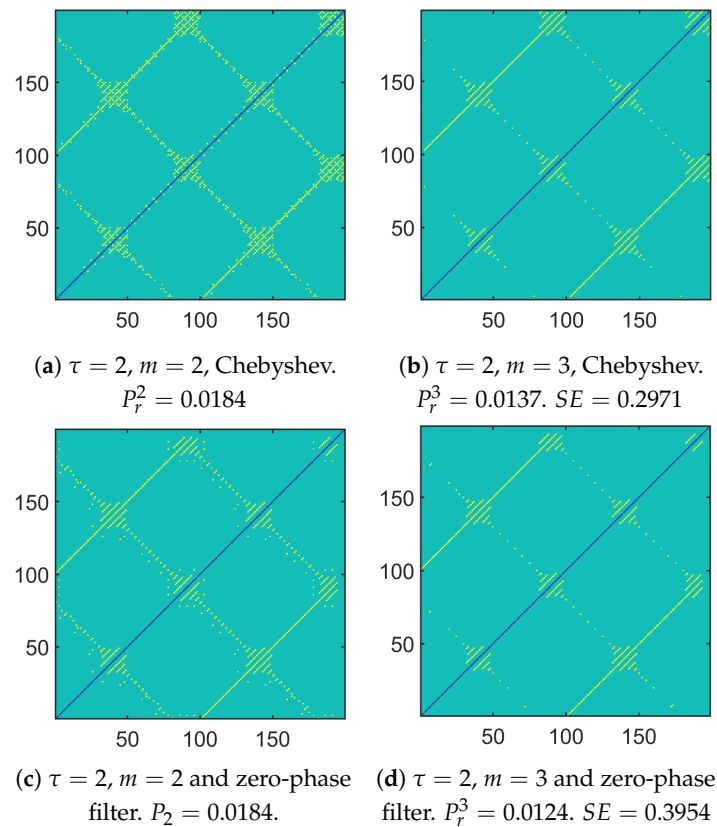 150
100
50
50 100 150
150
100
50
50 100 150
(a) τ = 2, m = 2, Chebyshev.
P_r^2 = 0.0184
(b) τ = 2, m = 3, Chebyshev.
P_r^3 = 0.0137. SE = 0.2971
150
100
50
50 100 150
150
100
50
50 100 150
(c) τ = 2, m = 2 and zero-phase
filter. P_2 = 0.0184.
(d) τ = 2, m = 3 and zero-phase
filter. P_r^3 = 0.0124. SE = 0.3954